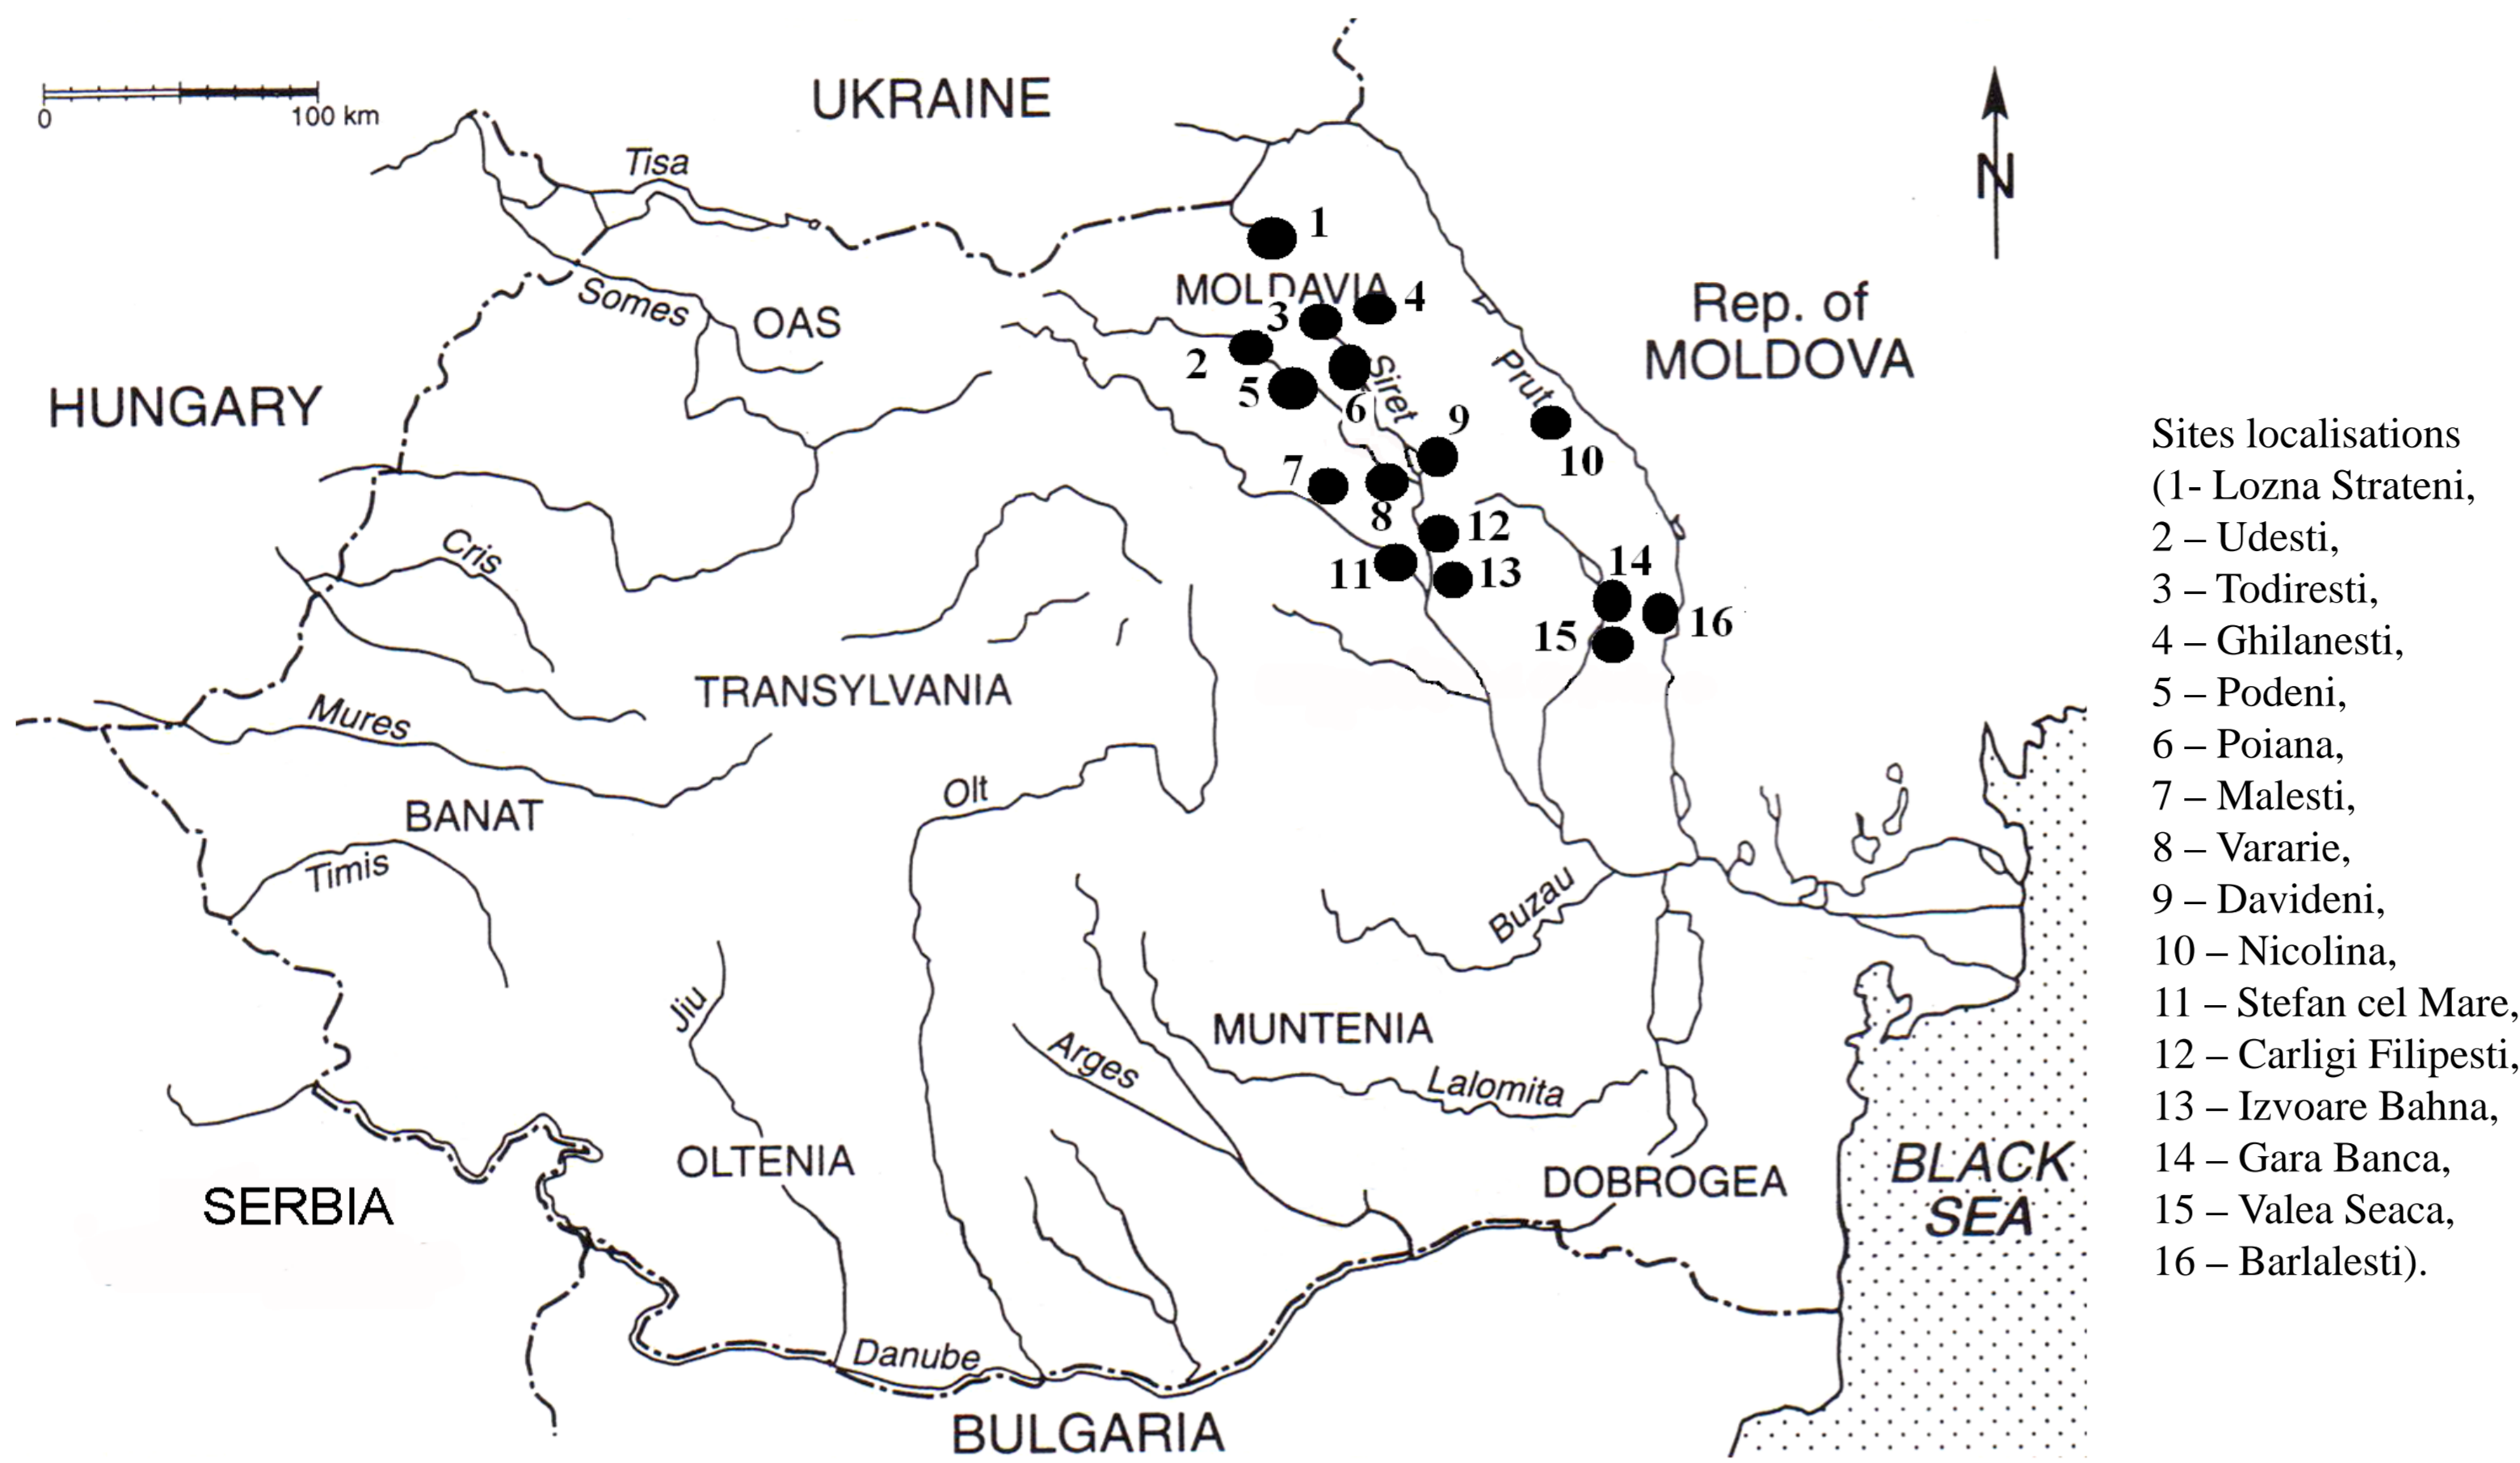 UKRAINE
0
100 km
Tisa
N
1
MOLDAVIA
Somes
OAS
3
4
Rep. of
MOLDOVA
2
5
6
Siret
Prut
HUNGARY
9
10
7
8
12
Cris
11
13
14
15
16
TRANSYLVANIA
Mures
Olt
BANAT
Timis
Buzau
Jiu
MUNTENIA
Arges
Lalomita
OLTENIA
DOBROGEA
BLACK
SEA
SERBIA
Danube
BULGARIA
Sites localisations
(1- Lozna Strateni,
2 – Udesti,
3 – Todiresti,
4 – Ghilanesti,
5 – Podeni,
6 – Poiana,
7 – Malesti,
8 – Vararie,
9 – Davideni,
10 – Nicolina,
11 – Stefan cel Mare,
12 – Carligi Filipesti,
13 – Izvoare Bahna,
14 – Gara Banca,
15 – Valea Seaca,
16 – Barlalesti).